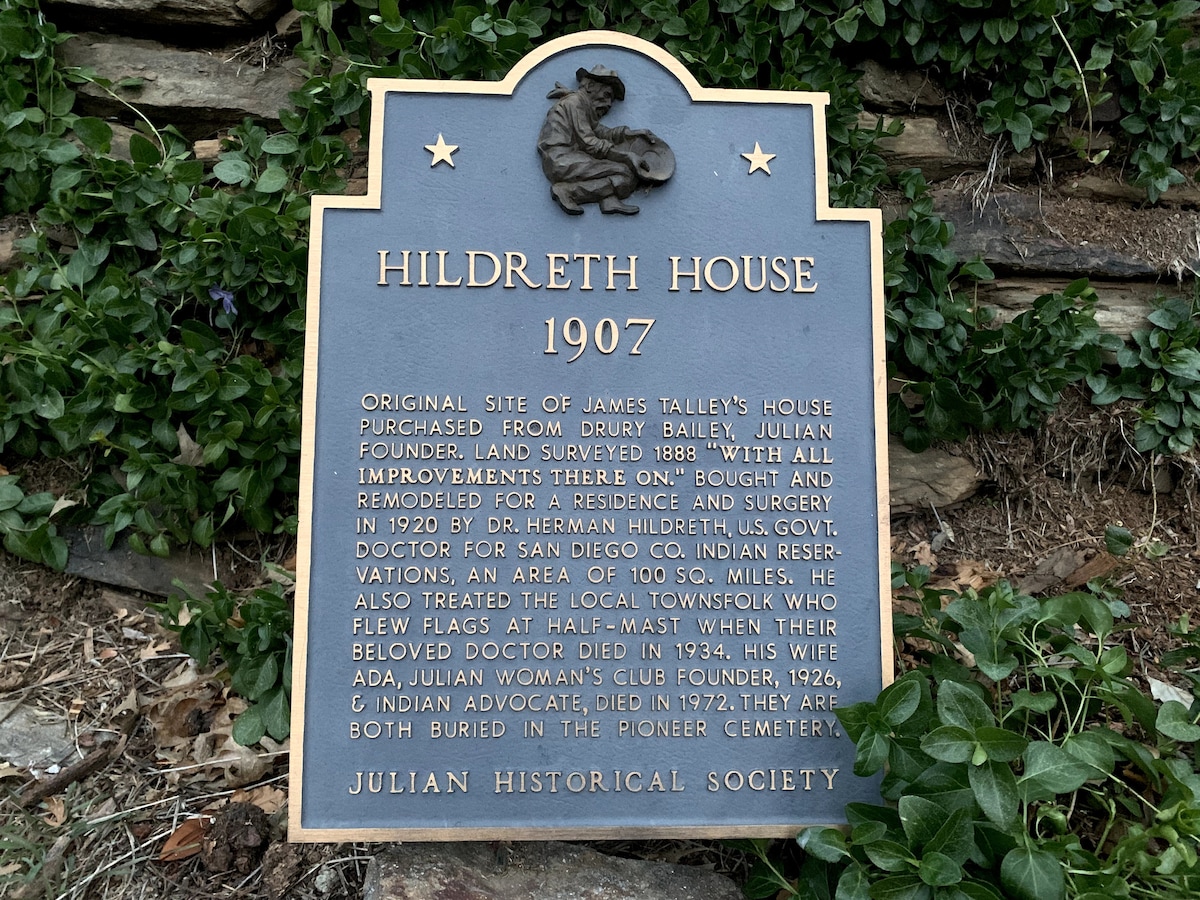 HILDRETH HOUSE
1907
ORIGINAL SITE OF JAMES TALLEY'S HOUSE
PURCHASED FROM DRURY BAILEY, JULIAN
FOUNDER. LAND SURVEYED 1888 "WITH ALL
IMPROVEMENTS THERE ON." BOUGHT AND
REMODELED FOR A RESIDENCE AND SURGERY
IN 1920 BY DR. HERMAN HILDRETH, U.S. GOVT.
DOCTOR FOR SAN DIEGO CO. INDIAN RESER-
VATIONS, AN AREA OF 100 SQ. MILES. HE
ALSO TREATED THE LOCAL TOWNSFOLK WHO
FLEW FLAGS AT HALF-MAST WHEN THEIR
BELOVED DOCTOR DIED IN 1934. HIS WIFE
ADA, JULIAN WOMAN'S CLUB FOUNDER, 1926,
& INDIAN ADVOCATE, DIED IN 1972. THEY ARE
BOTH BURIED IN THE PIONEER CEMETERY.
JULIAN HISTORICAL SOCIETY